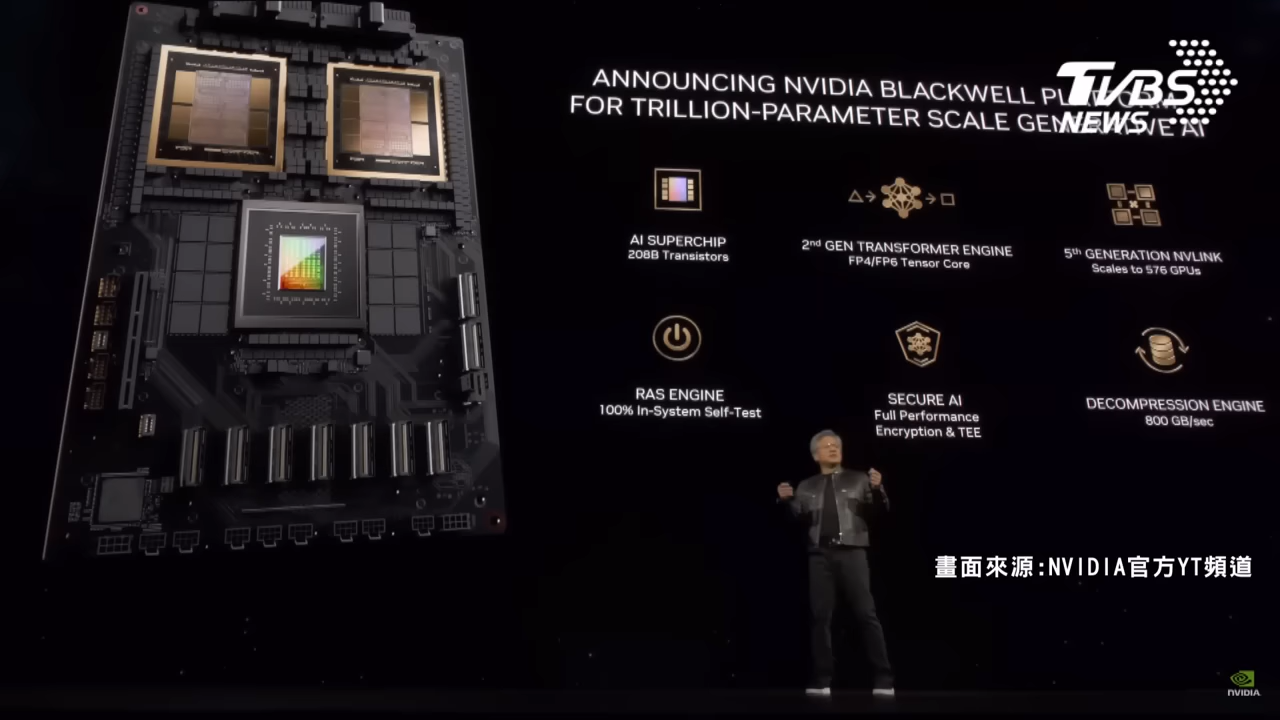 TVBS
NEWS
ANNOUNCING NVIDIA BLACKWELL PLATFORM
FOR TRILLION-PARAMETER SCALE GENERATIVE AI
AI SUPERCHIP
208B Transistors
2nd GEN TRANSFORMER ENGINE
FP4/FP6 Tensor Core
5th GENERATION NVLINK
Scales to 576 GPUs
RAS ENGINE
100% In-System Self-Test
SECURE AI
Full Performance
Encryption & TEE
DECOMPRESSION ENGINE
800 GB/sec
畫面來源:NVIDIA官方YT頻道
NVIDIA